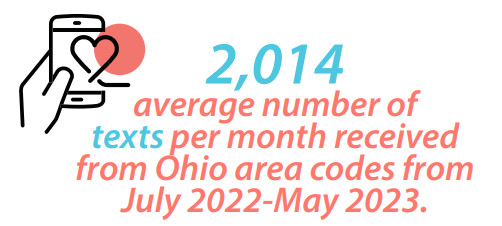 2,014
average number of
texts per month received
from Ohio area codes from
July 2022-May 2023.